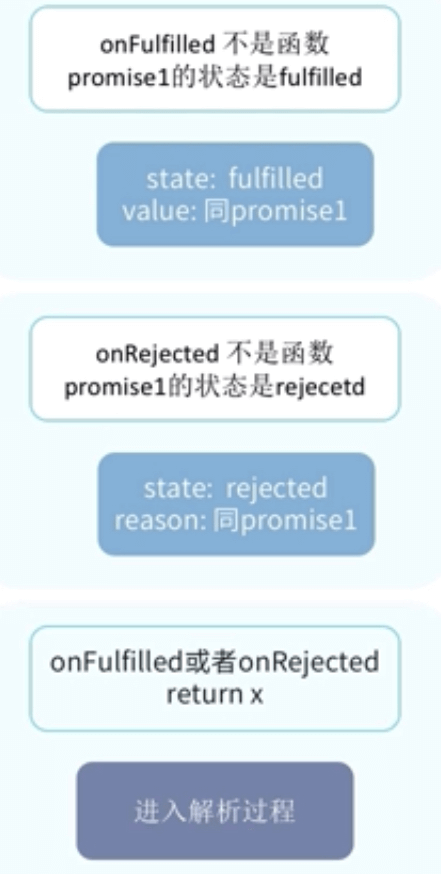 onFulfilled 不是函数
promise1的状态是fulfilled
state: fulfilled
value: 同promise1
onRejected 不是函数
promise1的状态是rejecetd
state: rejected
reason: 同promise1
onFulfilled或者onRejected
return x
进入解析过程